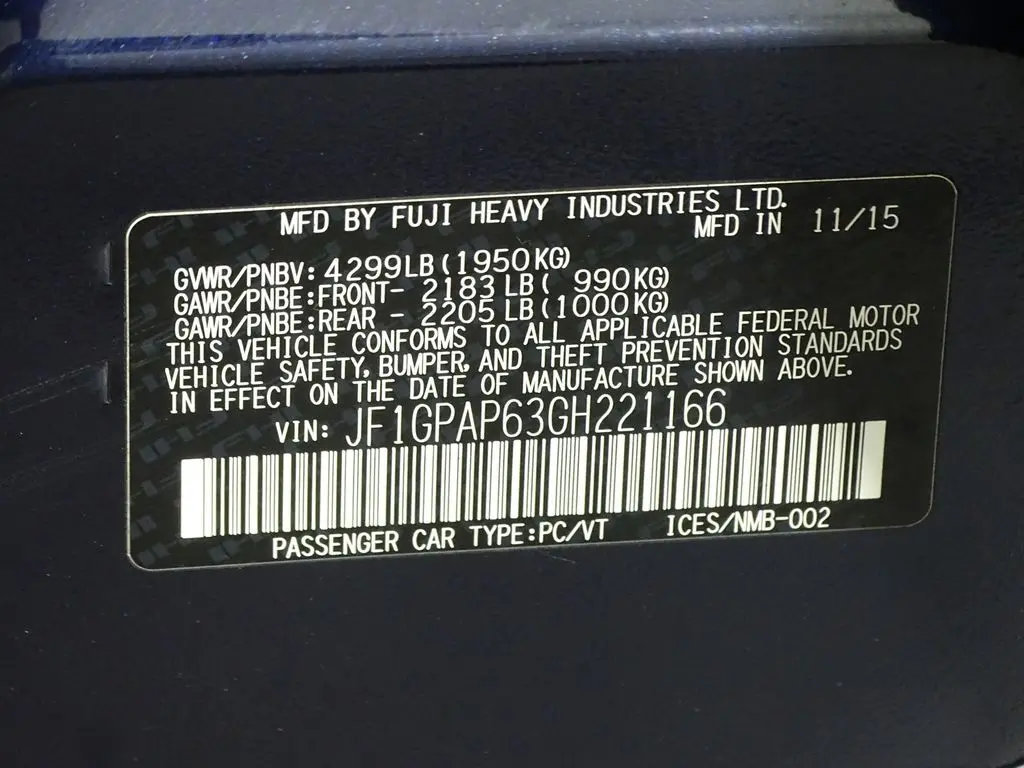 MFD BY FUJI HEAVY INDUSTRIES LTD.
MFD IN 11/15
GVWR/PNBV: 4299LB(1950KG)
GAWR/PNBE:FRONT- 2183 LB( 990KG)
GAWR/PNBE:REAR - 2205 LB(1000KG)
THIS VEHICLE CONFORMS TO ALL APPLICABLE FEDERAL MOTOR
VEHICLE SAFETY, BUMPER, AND THEFT PREVENTION STANDARDS
IN EFFECT ON THE DATE OF MANUFACTURE SHOWN ABOVE.
VIN: JF1GPAP63GH221166
PASSENGER CAR TYPE:PC/VT ICES/NMB-002